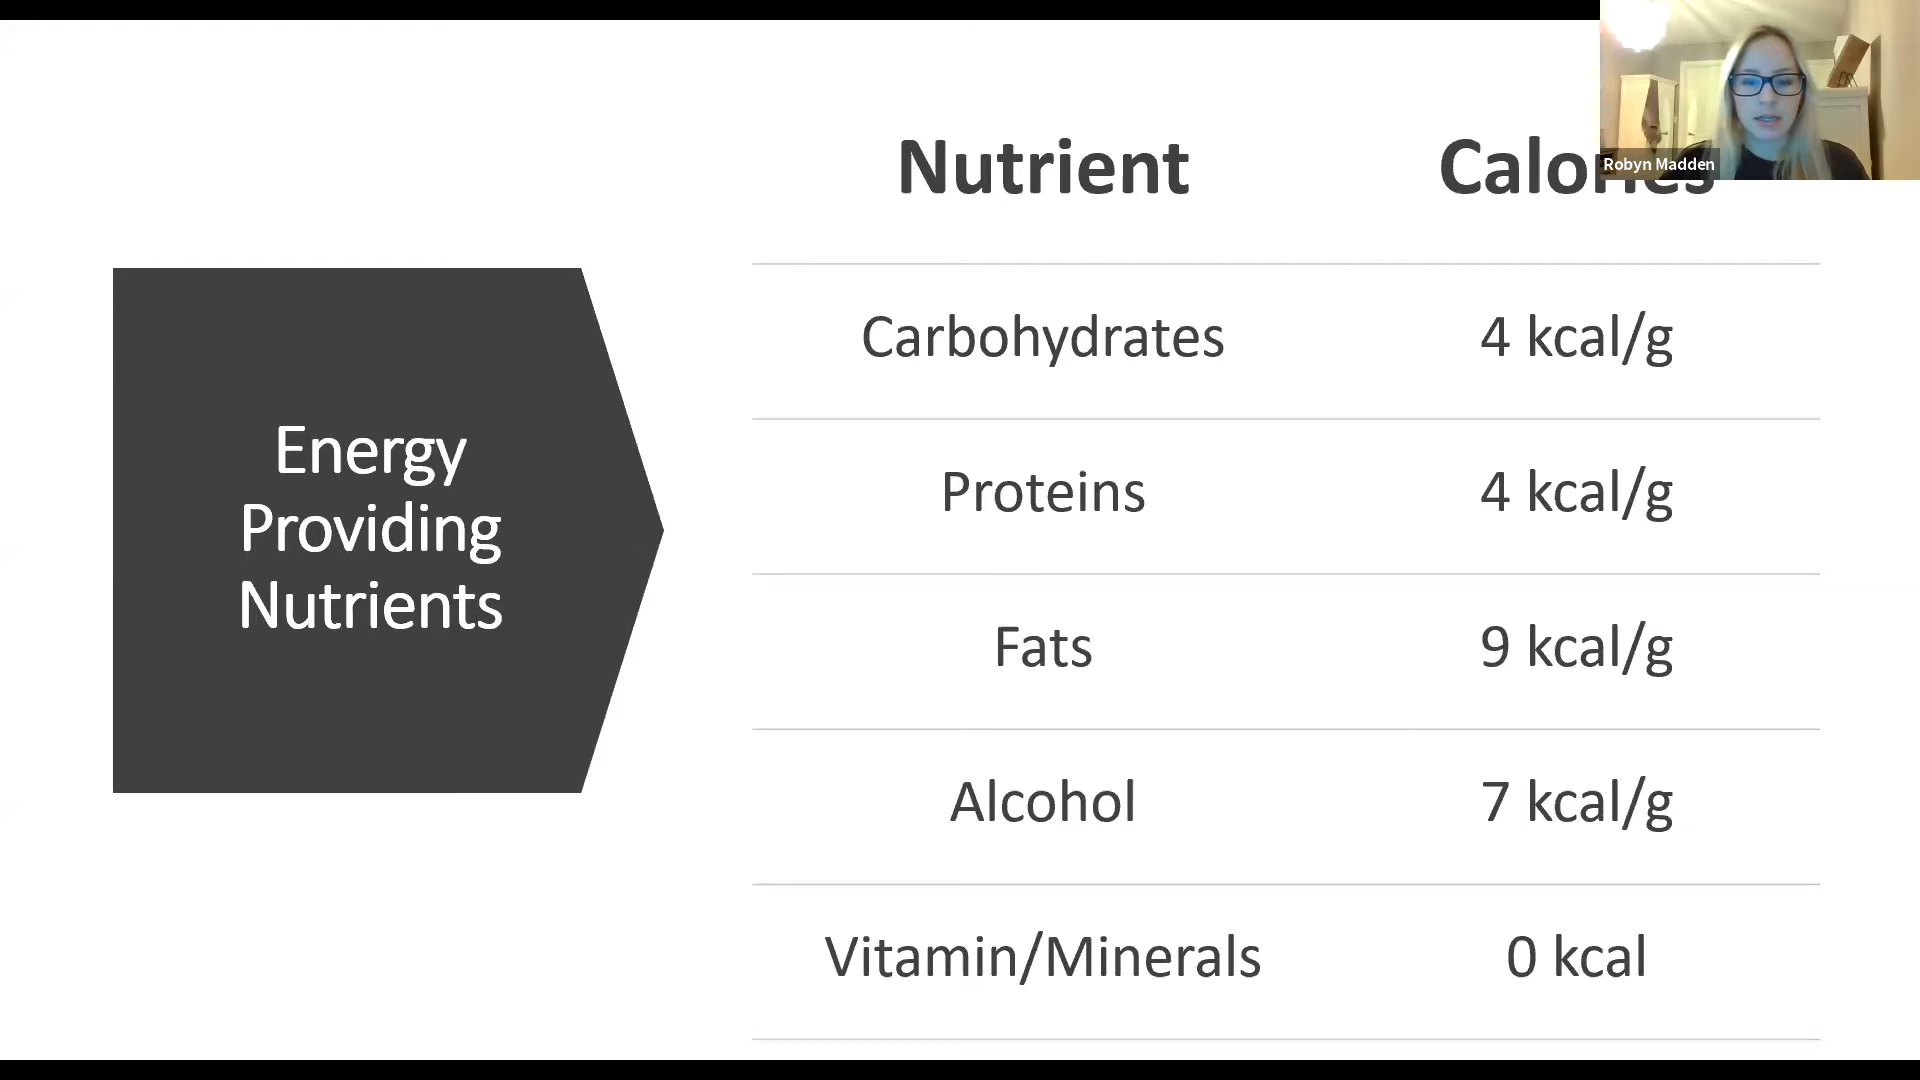 Nutrient Calories
Robyn Madden
Carbohydrates 4 kcal/g
Energy
Providing
Nutrients
Proteins 4 kcal/g
Fats 9 kcal/g
Alcohol 7 kcal/g
Vitamin/Minerals 0 kcal